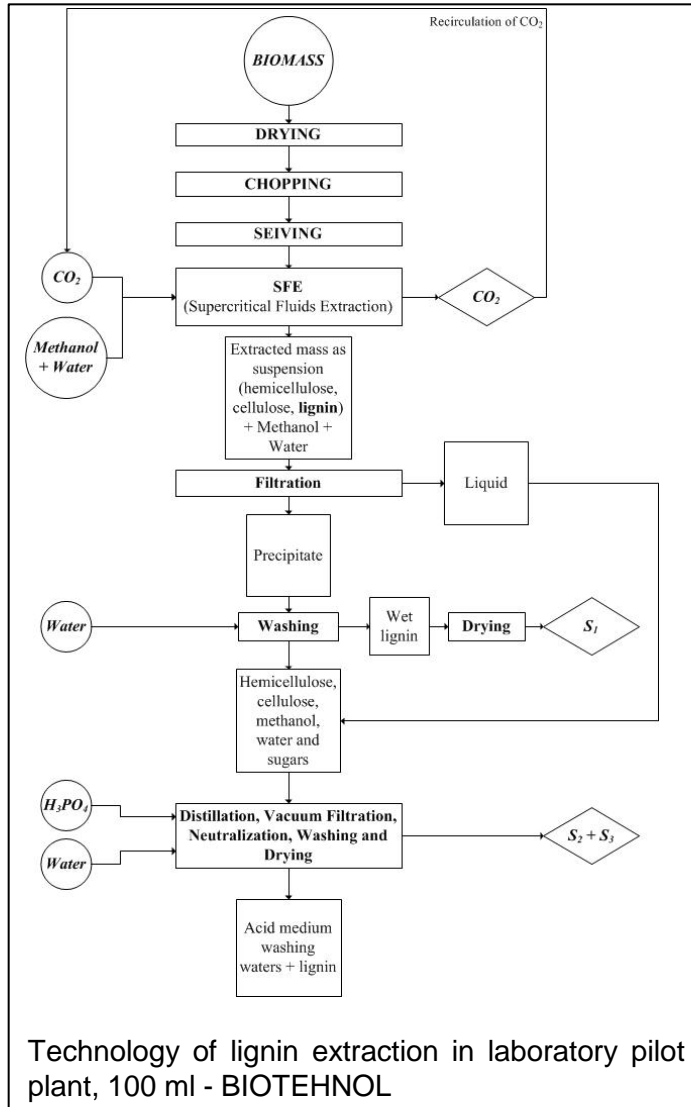 Recirculation of CO₂
BIOMASS
DRYING
CHOPPING
SEIVING
CO₂
SFE
(Supercritical Fluids Extraction)
CO₂
Methanol
+ Water
Extracted mass as
suspension
(hemicellulose,
cellulose, lignin)
+ Methanol +
Water
Filtration
Liquid
Precipitate
Water
Washing
Wet
lignin
Drying
S₁
Hemicellulose,
cellulose,
methanol,
water and
sugars
H₃PO₄
Water
Distillation, Vacuum Filtration,
Neutralization, Washing and
Drying
S₂ + S₃
Acid medium
washing
waters + lignin
Technology of lignin extraction in laboratory pilot
plant, 100 ml - BIOTEHNOL